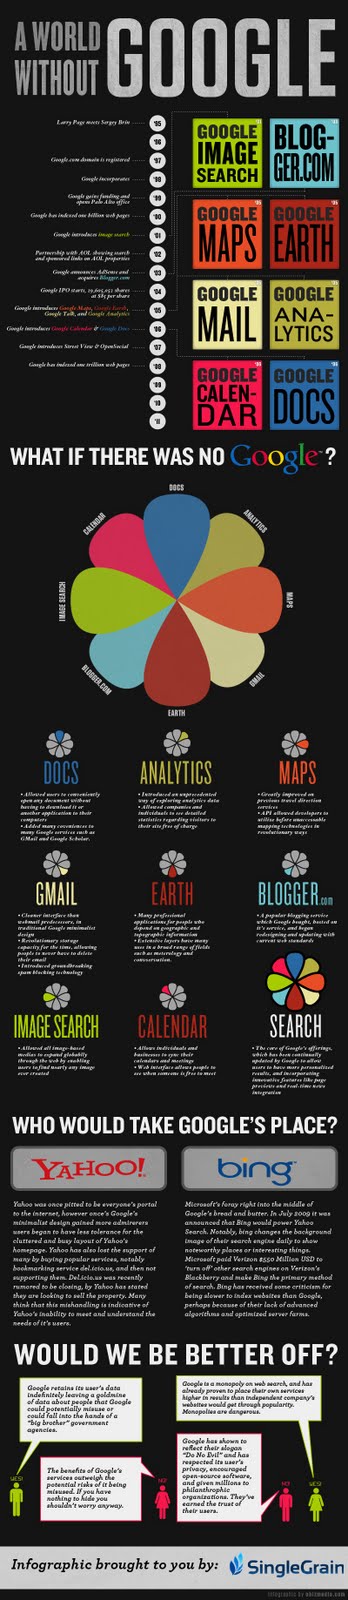 A WORLD
WITHOUT
GOOGLE
Larry Page meets Sergey Brin
'95
'96
Google.com domain is registered
'97
Google incorporates
'98
Google gains funding and
opens Palo Alto office
'99
Google has indexed one billion web pages
'00
Google introduces image search
'01
Partnership with AOL showing search
and sponsored links on AOL properties
'02
Google announces AdSense and
acquires Blogger.com
'03
Google IPO starts, 19,605,052 shares
at $85 per share
'04
Google introduces Google Maps, Google Earth,
Google Talk, and Google Analytics
'05
Google introduces Google Calendar & Google Docs
'06
Google introduces Street View & OpenSocial
'07
Google has indexed one trillion web pages
'08
'09
'10
'11
GOOGLE
IMAGE
SEARCH
BLOG-
GER.COM
GOOGLE
MAPS
GOOGLE
EARTH
GOOGLE
MAIL
GOOGLE
ANA-
LYTICS
GOOGLE
CALEN-
DAR
GOOGLE
DOCS
WHAT IF THERE WAS NO Google ?
DOCS
CALENDAR
ANALYTICS
IMAGE SEARCH
MAPS
BLOGGER.COM
GMAIL
EARTH
DOCS
• Allowed users to conveniently
open any document without
having to download it or
another application to their
computers
• Added many conveniences to
many Google services such as
GMail and Google Scholar.
ANALYTICS
• Introduced an unprecedented
way of exploring analytics data
• Allowed companies and
individuals to see detailed
statistics regarding visitors to
their site free of charge
MAPS
• Greatly improved on
previous travel direction
services
• API allowed developers to
utilise before unaccessable
mapping technologies in
revolutionary ways
GMAIL
• Cleaner interface than
webmail predecessors, in
traditional Google minimalist
design
• Revolutionary storage
capacity for the time, allowing
people to never have to delete
their email
• Introduced groundbreaking
spam blocking technology
EARTH
• Many professional
applications for people who
depend on geographic and
topographic information
• Extensive layers have many
uses in a broad range of fields
such as meterology and
conversation.
BLOGGER.com
• A popular blogging service
which Google bought, hosted on
it's service, and began
redesigning and updating with
current web standards
IMAGE SEARCH
• Allowed all image-based
medias to expand globally
through the web by enabling
users to find nearly any image
ever created
CALENDAR
• Allows individuals and
businesses to sync their
calendars and meetings
• Web interface allows people to
see when someone is free to meet
SEARCH
• The core of Google's offerings,
which has been continually
updated by Google to allow
users to have more personalised
results, and incorporating
innovative features like page
previews and real-time news
integration
WHO WOULD TAKE GOOGLE'S PLACE?
YAHOO!
bing
Yahoo was once pitted to be everyone's portal
to the internet, however once's Google's
minimalist design gained more admirerers
users began to have less tolerance for the
cluttered and busy layout of Yahoo's
homepage. Yahoo has also lost the support of
many by buying popular services, notably
bookmarking service del.icio.us, and then not
supporting them. Del.icio.us was recently
rumored to be closing, by Yahoo has stated
they are looking to sell the property. Many
think that this mishandling is indicative of
Yahoo's inability to meet and understand the
needs of it's users.
Microsoft's foray right into the middle of
Google's bread and butter. In July 2009 it was
announced that Bing would power Yahoo
Search. Notably, bing changes the background
image of their search engine daily to show
noteworthy places or interesting things.
Microsoft paid Verizon $550 Million USD to
"turn off" other search engines on Verizon's
Blackberry and make Bing the primary method
of search. Bing has received some criticism for
being slower to index websites than Google,
perhaps because of their lack of advanced
algorithms and optimized server farms.
WOULD WE BE BETTER OFF?
Google retains its user's data
indefinitely leaving a goldmine
of data about people that Google
could potentially misuse or
could fall into the hands of a
"big brother" government
agencies.
YES!
The benefits of Google's
services outweigh the
potential risks of it being
misused. If you have
nothing to hide you
shouldn't worry anyway.
NO!
Google is a monopoly on web search, and has
already proven to place their own services
higher in results than independent company's
websites would get through popularity.
Monopolies are dangerous.
YES!
Google has shown to
reflect their slogan
"Do No Evil" and has
respected its user's
privacy, encouraged
open-source software,
and given millions to
philanthropic
organizations. They've
earned the trust of
their users.
NO!
Infographic brought to you by:
SingleGrain